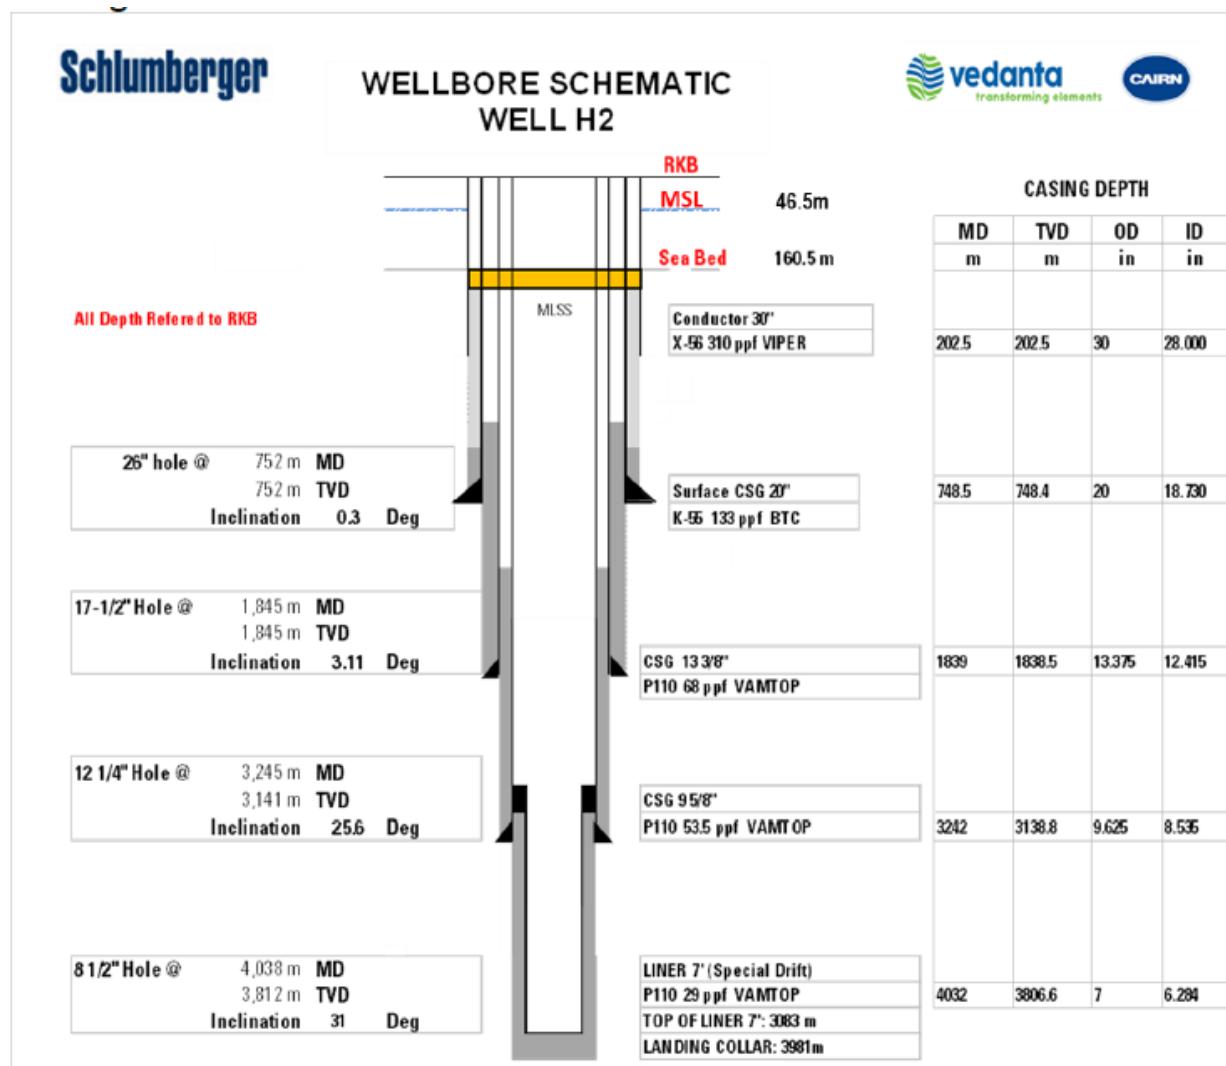 Schlumberger
WELLBORE SCHEMATIC
WELL H2
vedanta
transforming elements
CAIRN
RKB
MSL 46.5m
Sea Bed 160.5 m
CASING DEPTH
MD TVD OD ID
m m in in
All Depth Refered to RKB
MLSS
Conductor 30"
X-56 310 ppf VIPER 202.5 202.5 30 28.000
26" hole @ 752 m MD
752 m TVD
Inclination 0.3 Deg
Surface CSG 20" 748.5 748.4 20 18.730
K-55 133 ppf BTC
17-1/2" Hole @ 1,845 m MD
1,845 m TVD
Inclination 3.11 Deg
CSG 13 3/8" 1839 1838.5 13.375 12.415
P110 68 ppf VAMTOP
12 1/4" Hole @ 3,245 m MD
3,141 m TVD
Inclination 25.6 Deg
CSG 9 5/8"
P110 53.5 ppf VAMTOP 3242 3138.8 9.625 8.535
8 1/2" Hole @ 4,038 m MD
3,812 m TVD
Inclination 31 Deg
LINER 7' (Special Drift)
P110 29 ppf VAMTOP 4032 3806.6 7 6.284
TOP OF LINER 7": 3083 m
LANDING COLLAR: 3981m